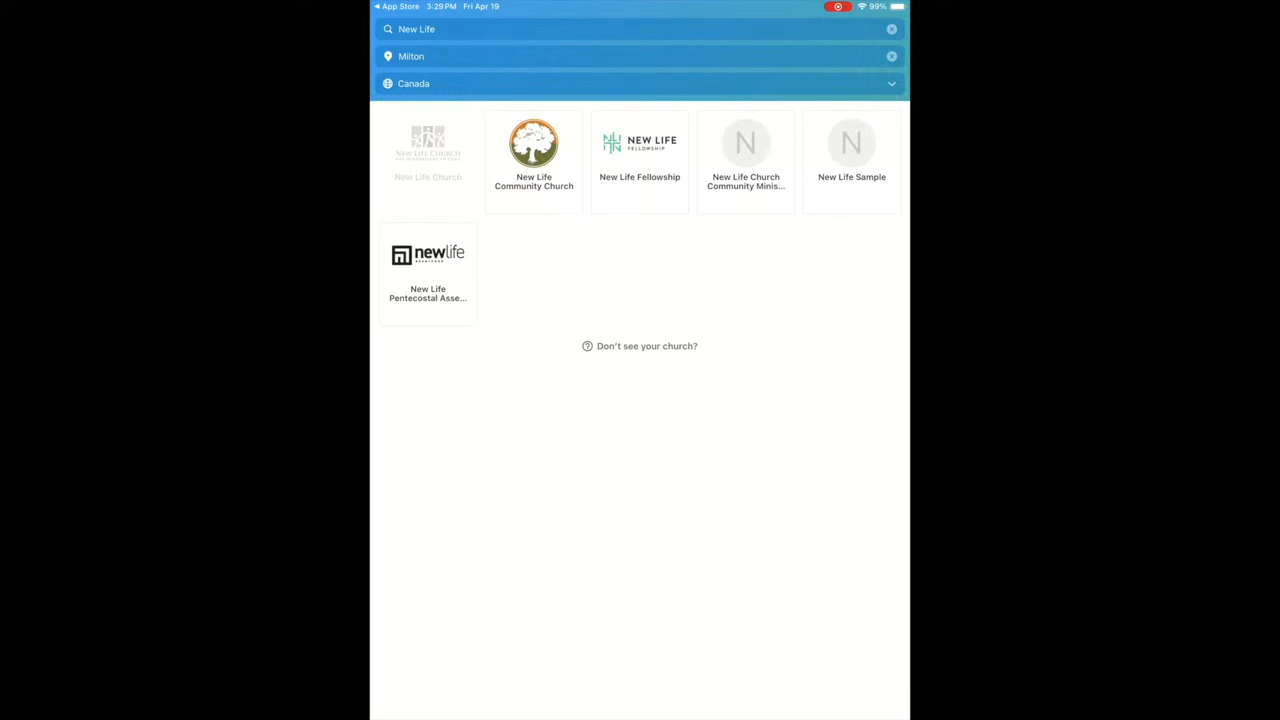 App Store 3:29 PM Fri Apr 19 99%
New Life
Milton
Canada
NEW LIFE CHURCH
New Life Church
New Life
Community Church
NEW LIFE
FELLOWSHIP
New Life Fellowship
N
New Life Church
Community Minis...
N
New Life Sample
newlife
New Life
Pentecostal Asse...
Don't see your church?